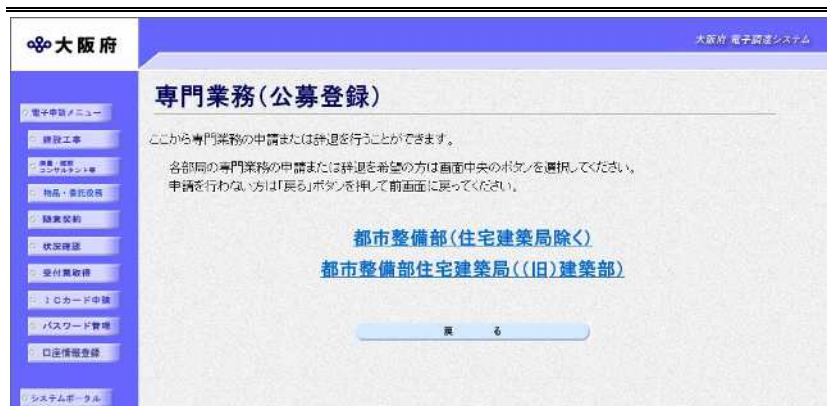 大阪府
大阪府 電子調達システム
専門業務(公募登録)
電子申請メニュー
建設工事
測量・建設
コンサルタント等
物品・委託役務
随意契約
状況確認
受付票取得
ICカード申請
パスワード管理
口座情報登録
システムポータル
ここから専門業務の申請または辞退を行うことができます。
各部局の専門業務の申請または辞退を希望の方は画面中央のボタンを選択してください。
申請を行わない方は「戻る」ボタンを押して前画面に戻ってください。
都市整備部(住宅建築局除く)
都市整備部住宅建築局((旧)建築部)
戻 る